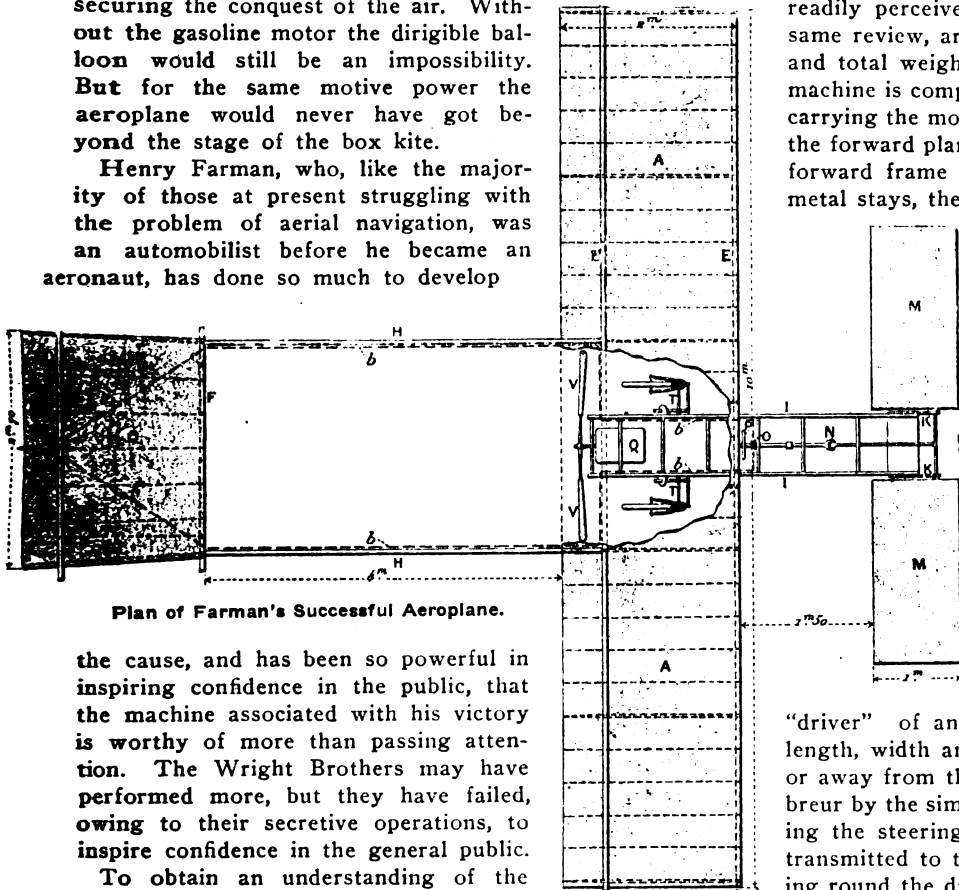 securing the conquest of the air. With-
out the gasoline motor the dirigible bal-
loon would still be an impossibility.
But for the same motive power the
aeroplane would never have got be-
yond the stage of the box kite.
Henry Farman, who, like the major-
ity of those at present struggling with
the problem of aerial navigation, was
an automobilist before he became an
aeronaut, has done so much to develop
2 m
A
E'
E
H
b
F
V
T
b
Q
b
T
V
10 m.
I
O
N
K
K
I
M
M
b
H
4 m
Plan of Farman's Successful Aeroplane.
1 m 50
1 m
A
the cause, and has been so powerful in
inspiring confidence in the public, that
the machine associated with his victory
is worthy of more than passing atten-
tion. The Wright Brothers may have
performed more, but they have failed,
owing to their secretive operations, to
inspire confidence in the general public.
To obtain an understanding of the
readily perceive
same review, ar
and total weigh
machine is comp
carrying the mo
the forward plan
forward frame
metal stays, the
"driver" of an
length, width an
or away from th
breur by the sim
ing the steering
transmitted to t
ing round the d